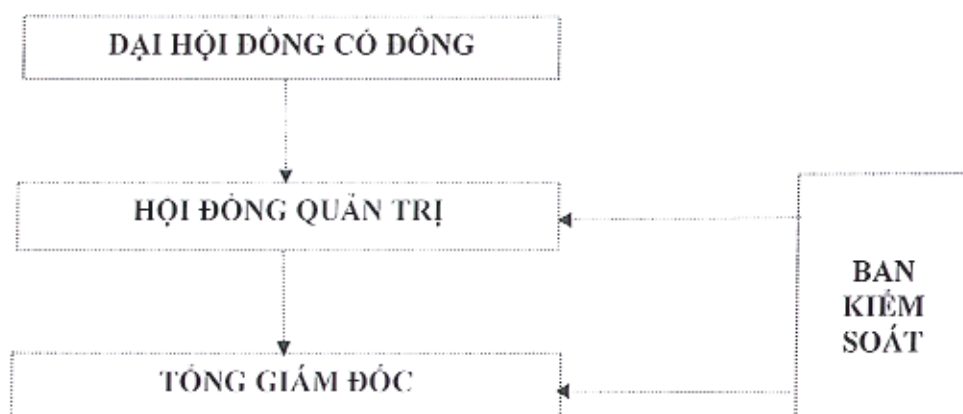 ĐẠI HỘI ĐỒNG CỔ ĐÔNG
HỘI ĐỒNG QUẢN TRỊ
BAN
KIỂM
SOÁT
TỔNG GIÁM ĐỐC